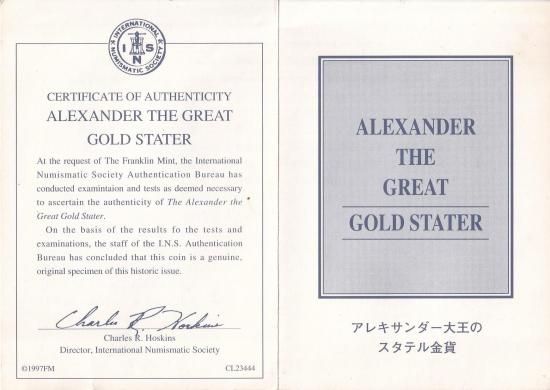 INTERNATIONAL
NUMISMATIC SOCIETY
I N S
CERTIFICATE OF AUTHENTICITY
ALEXANDER THE GREAT
GOLD STATER
At the request of The Franklin Mint, the International
Numismatic Society Authentication Bureau has
conducted examintaion and tests as deemed necessary
to ascertain the authenticity of The Alexander the
Great Gold Stater.
On the basis of the results fo the tests and
examinations, the staff of the I.N.S. Authentication
Bureau has concluded that this coin is a genuine,
original specimen of this historic issue.
Charles R. Hoskins
Charles R. Hoskins
Director, International Numismatic Society
©1997FM
CL23444
ALEXANDER
THE
GREAT
GOLD STATER
アレキサンダー大王の
スタテル金貨